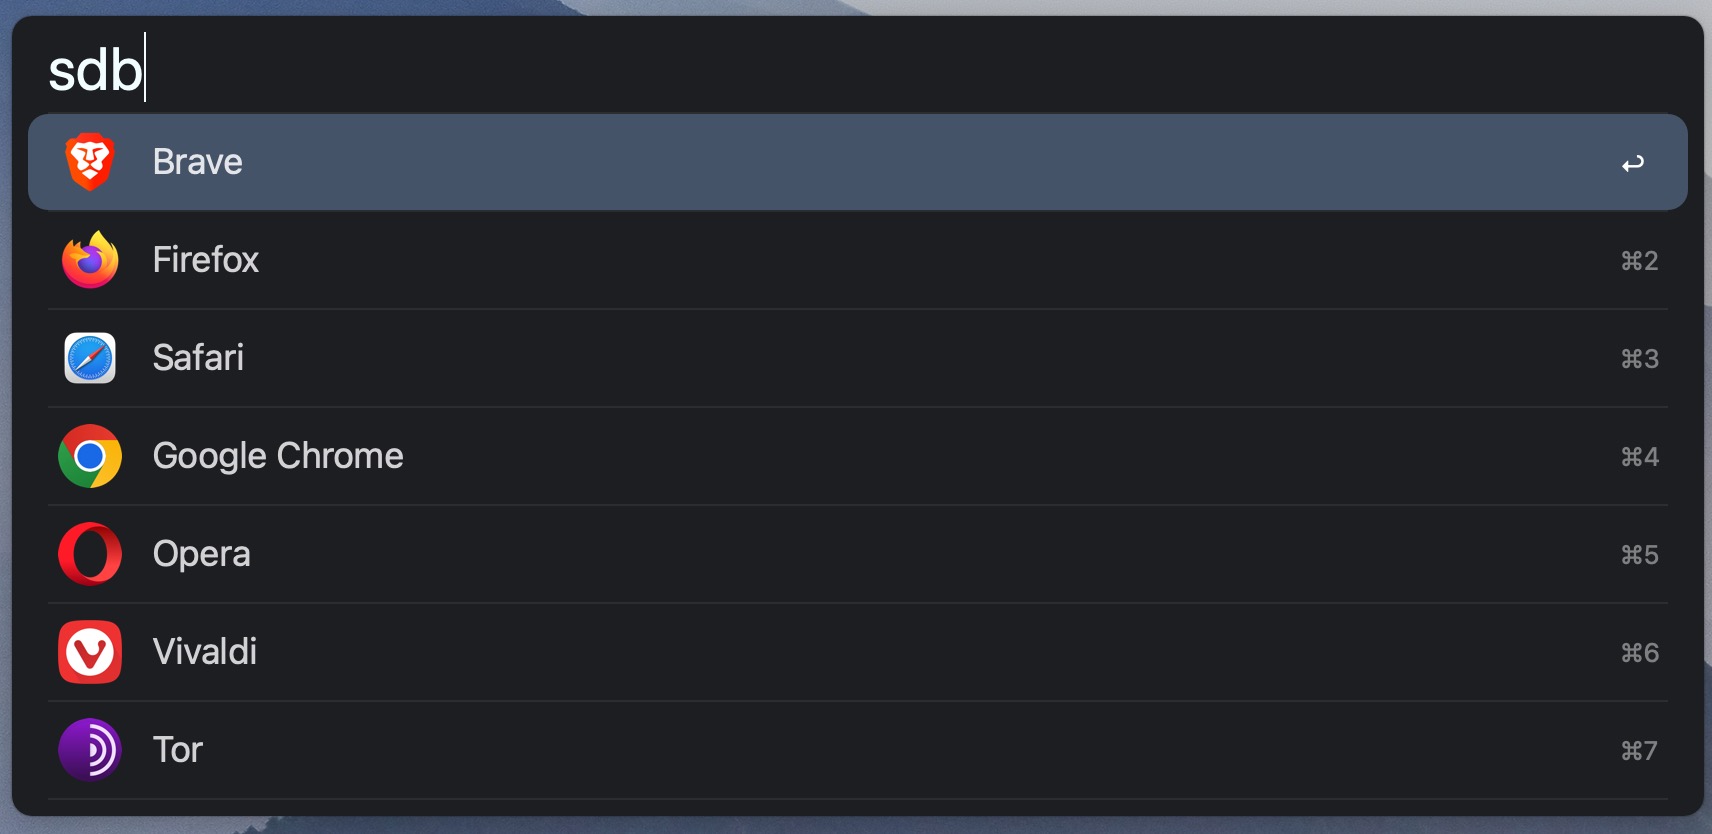 sdb
Brave ↩
Firefox ⌘2
Safari ⌘3
Google Chrome ⌘4
Opera ⌘5
Vivaldi ⌘6
Tor ⌘7